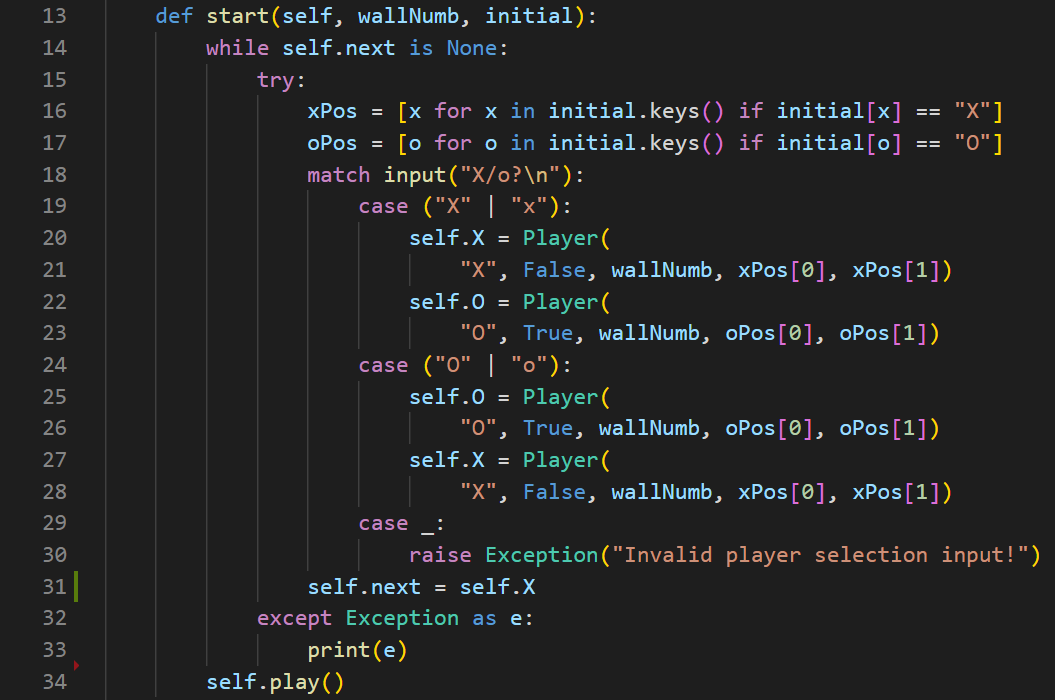 13 def start(self, wallNumb, initial):
14 while self.next is None:
15 try:
16 xPos = [x for x in initial.keys() if initial[x] == "X"]
17 oPos = [o for o in initial.keys() if initial[o] == "O"]
18 match input("X/o?\n"):
19 case ("X" | "x"):
20 self.X = Player(
21 "X", False, wallNumb, xPos[0], xPos[1])
22 self.O = Player(
23 "O", True, wallNumb, oPos[0], oPos[1])
24 case ("O" | "o"):
25 self.O = Player(
26 "O", True, wallNumb, oPos[0], oPos[1])
27 self.X = Player(
28 "X", False, wallNumb, xPos[0], xPos[1])
29 case _:
30 raise Exception("Invalid player selection input!")
31 self.next = self.X
32 except Exception as e:
33 print(e)
34 self.play()